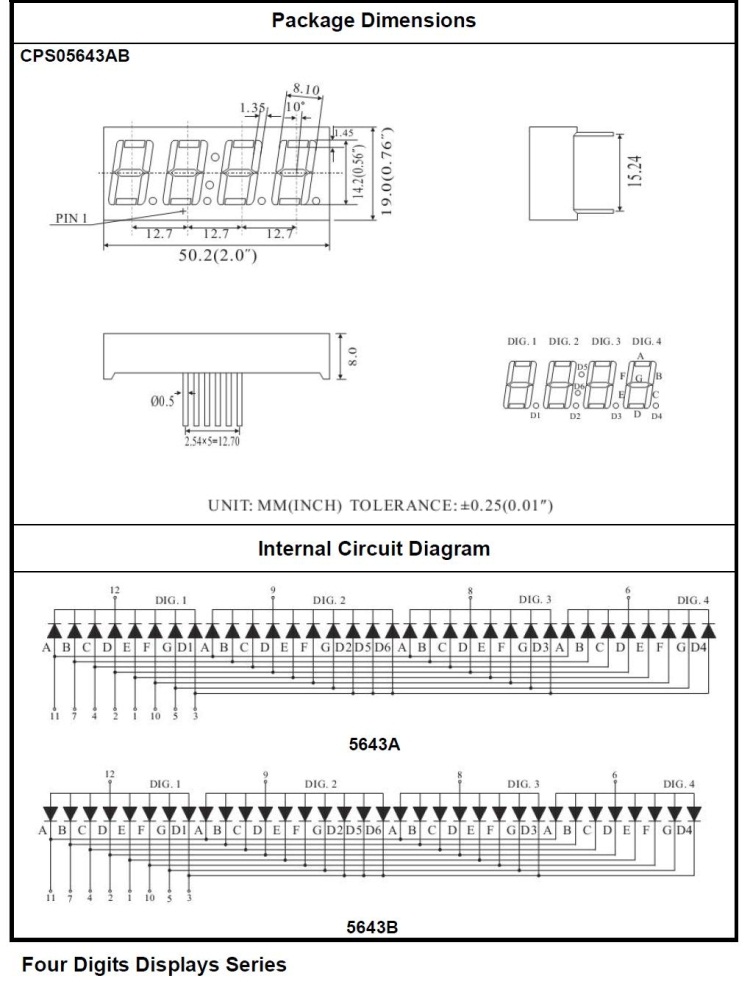 Package Dimensions
CPS05643AB
8.10
1.35 10°
1.45
14.2(0.56″)
19.0(0.76″)
15.24
PIN 1
12.7 12.7 12.7
50.2(2.0″)
8.0
Ø0.5
2.54×5=12.70
DIG. 1 DIG. 2 DIG. 3 DIG. 4
A
D5
F G B
D6
E C
D1 D2 D3 D D4
UNIT: MM(INCH) TOLERANCE: ±0.25(0.01″)
Internal Circuit Diagram
12 9 8 6
DIG. 1 DIG. 2 DIG. 3 DIG. 4
A B C D E F G D1 A B C D E F G D2 D5 D6 A B C D E F G D3 A B C D E F G D4
11 7 4 2 1 10 5 3
5643A
12 9 8 6
DIG. 1 DIG. 2 DIG. 3 DIG. 4
A B C D E F G D1 A B C D E F G D2 D5 D6 A B C D E F G D3 A B C D E F G D4
11 7 4 2 1 10 5 3
5643B
Four Digits Displays Series